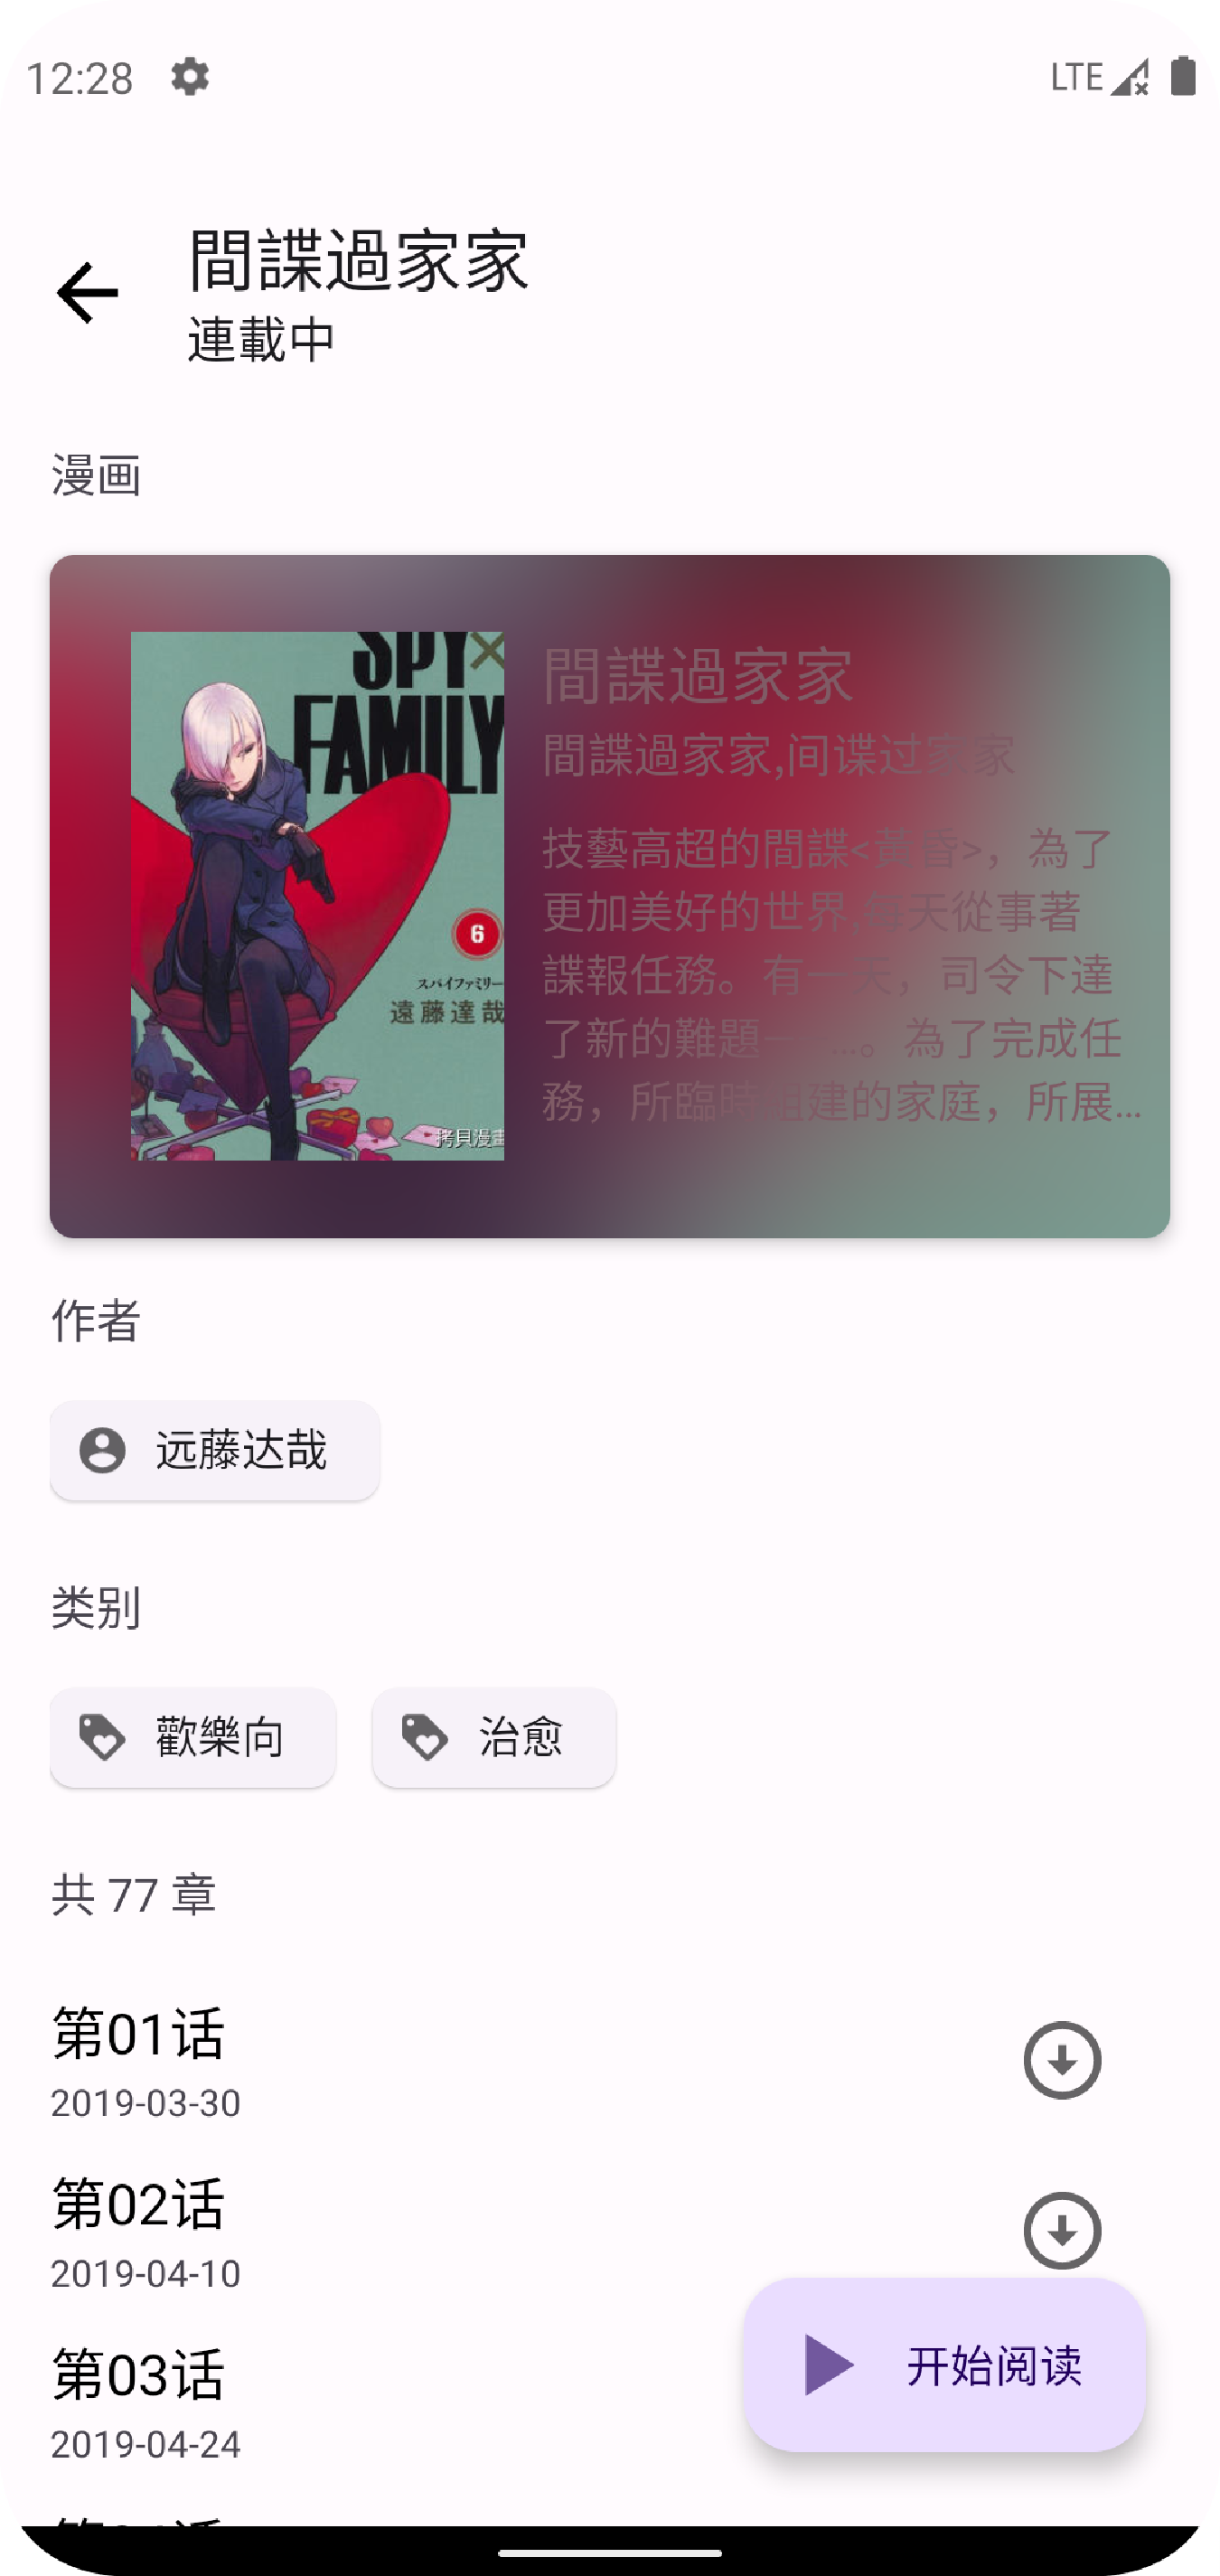 12:28
LTE
間諜過家家
連載中
漫画
SPY×
FAMILY
6
スパイファミリー
遠藤達哉
拷貝漫畫
間諜過家家
間諜過家家,间谍过家家
技藝高超的間諜<黃昏>，為了
更加美好的世界,每天從事著
諜報任務。有一天，司令下達
了新的難題——…。為了完成任
務，所臨時組建的家庭，所展…
作者
远藤达哉
类别
歡樂向
治愈
共 77 章
第01话
2019-03-30
第02话
2019-04-10
第03话
2019-04-24
开始阅读